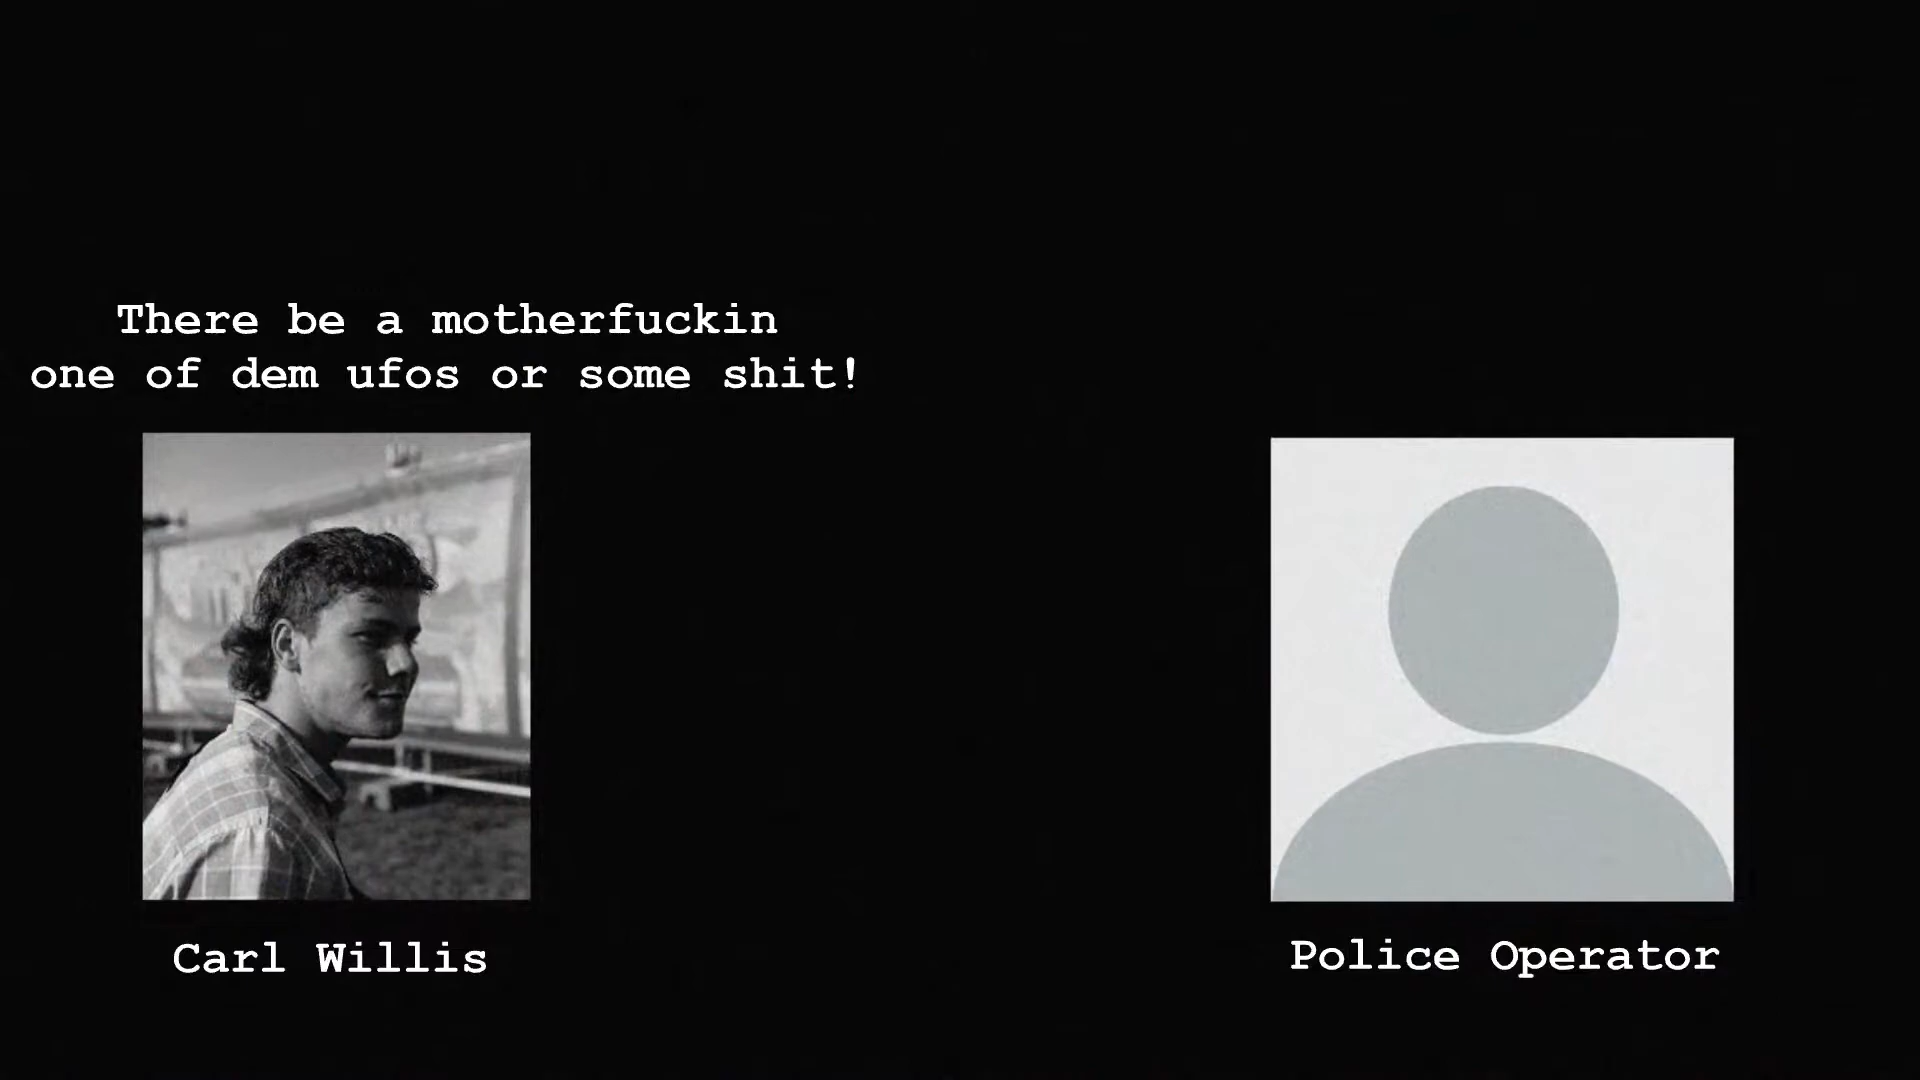 There be a motherfuckin
one of dem ufos or some shit!
Carl Willis
Police Operator